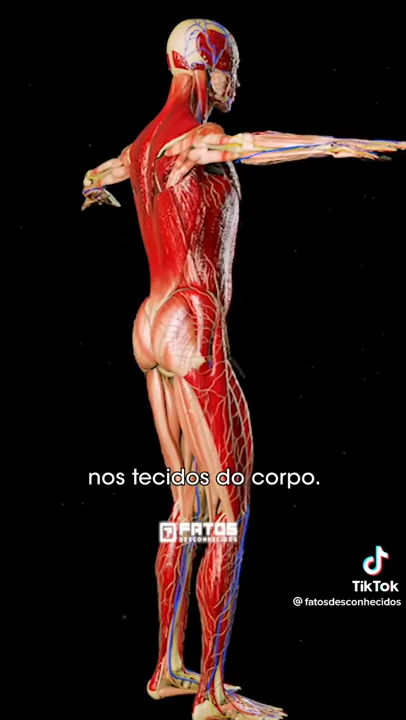 nos tecidos do corpo.
FATOS
DESCONHECIDOS
TikTok
@ fatosdesconhecidos